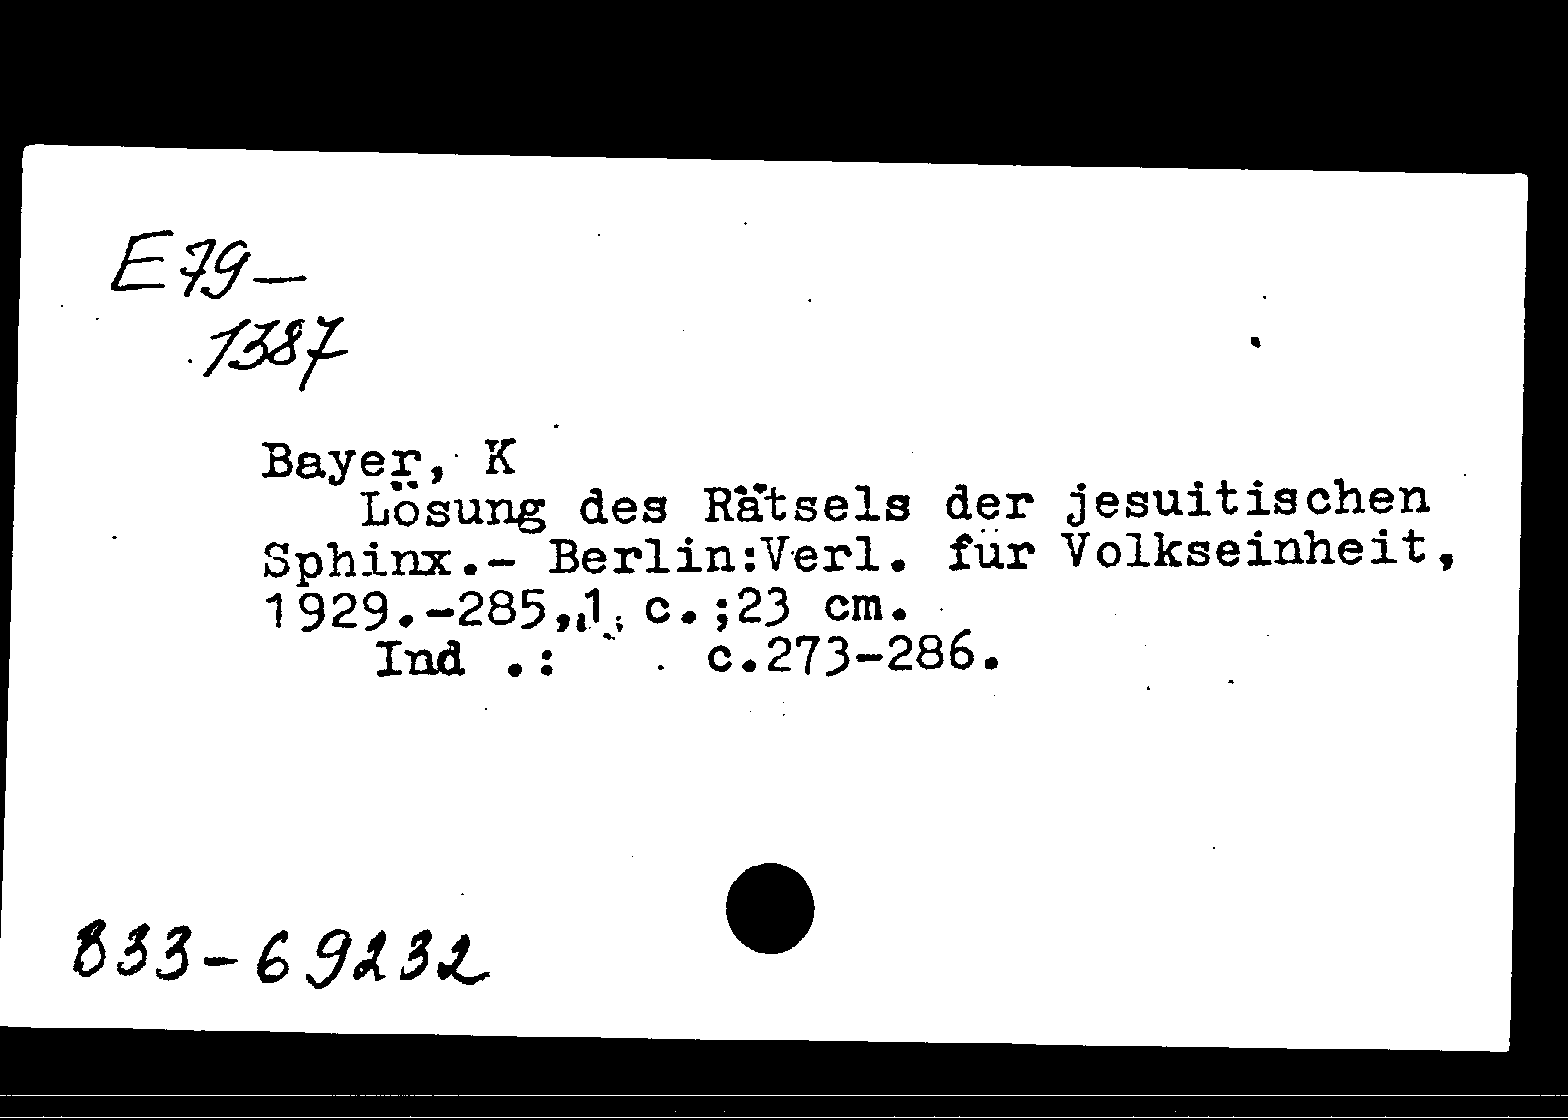 E79-
1387
Bayer, K
Lösung des Rätsels der jesuitischen
Sphinx.- Berlin:Verl. für Volkseinheit,
1929.-285,,1 c.;23 cm.
Ind .: c.273-286.
833-69232